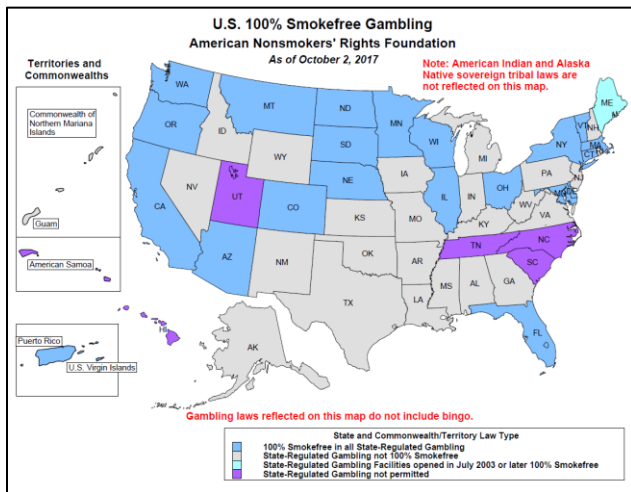 U.S. 100% Smokefree Gambling
American Nonsmokers' Rights Foundation
As of October 2, 2017
Territories and
Commonwealths
Note: American Indian and Alaska
Native sovereign tribal laws are
not reflected on this map.
Commonwealth of
Northern Mariana
Islands
Guam
American Samoa
Puerto Rico
U.S. Virgin Islands
WA
MT
ND
MN
ME
OR
ID
SD
WI
VT
NH
NY
MA
CT
RI
WY
MI
NV
UT
NE
IA
PA
NJ
CA
CO
IL
IN
OH
MD
DE
WV
VA
KS
MO
KY
AZ
NM
OK
AR
TN
NC
SC
MS
AL
GA
TX
LA
FL
HI
AK
Gambling laws reflected on this map do not include bingo.
State and Commonwealth/Territory Law Type
100% Smokefree in all State-Regulated Gambling
State-Regulated Gambling not 100% Smokefree
State-Regulated Gambling Facilities opened in July 2003 or later 100% Smokefree
State-Regulated Gambling not permitted